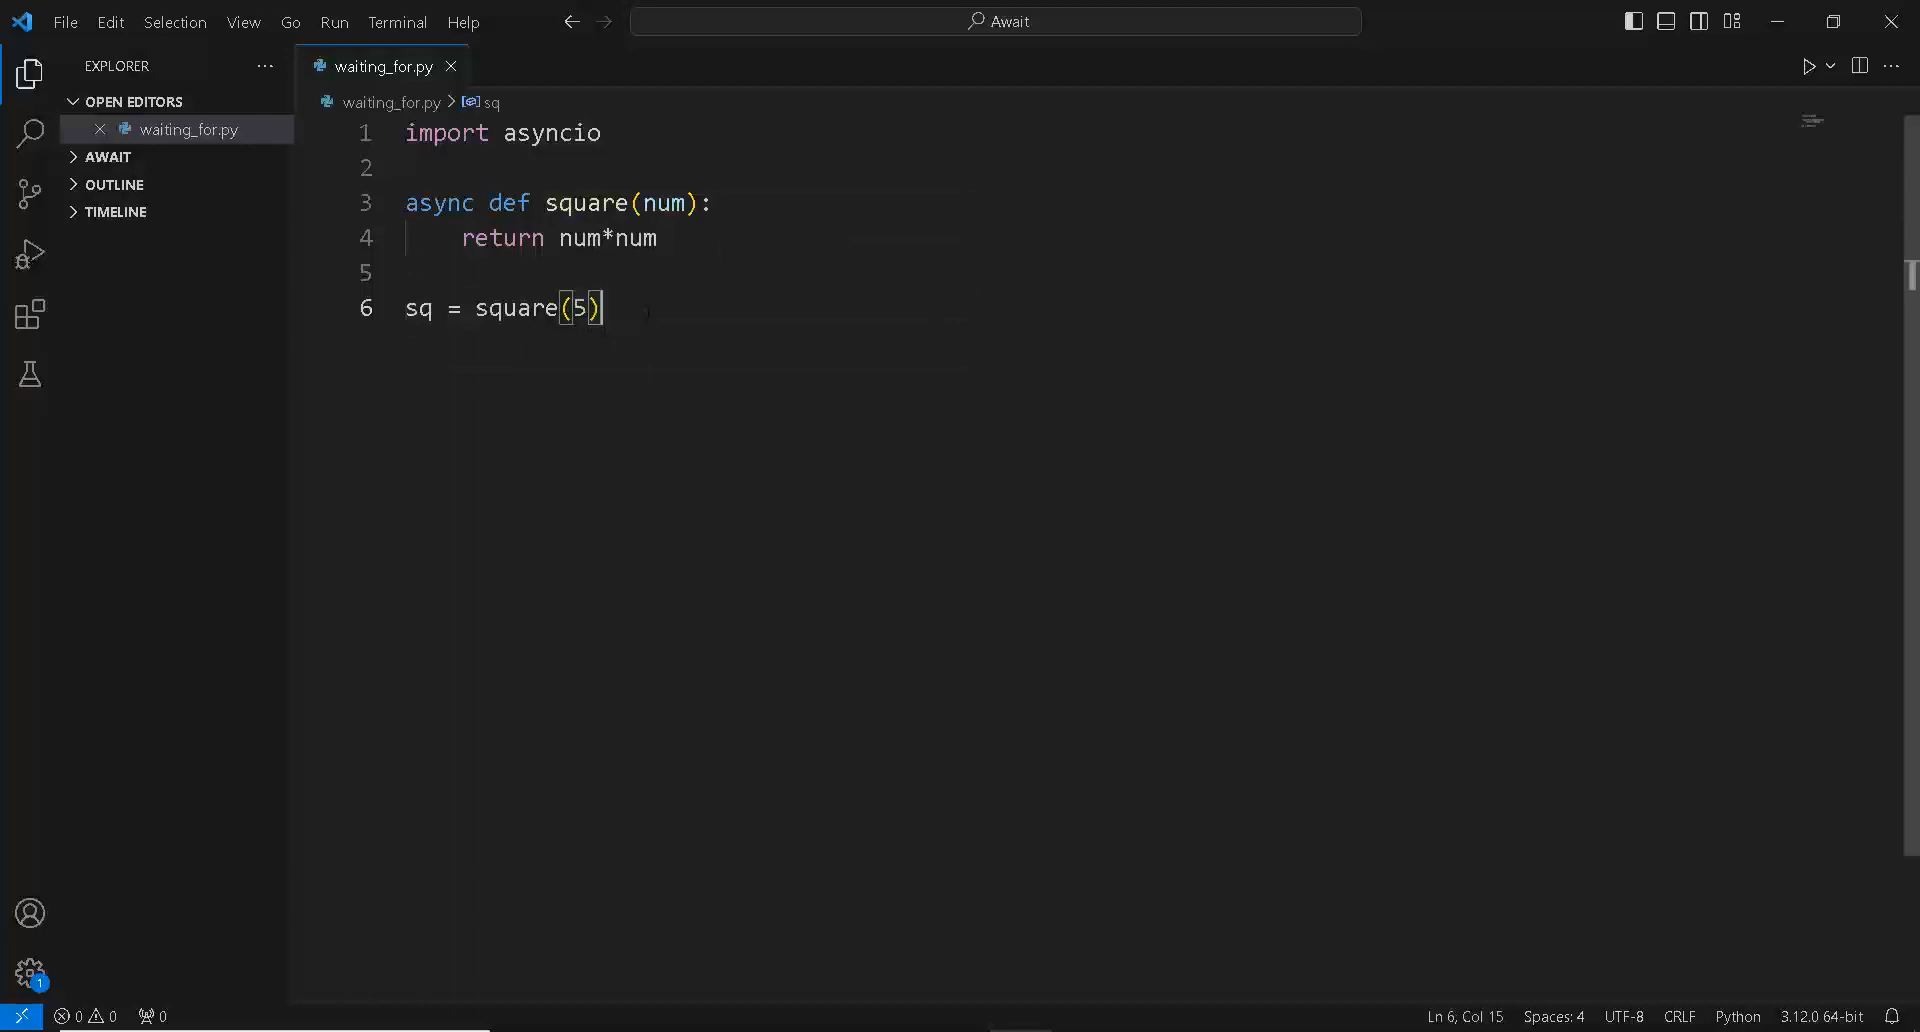 File Edit Selection View Go Run Terminal Help
Await
EXPLORER
waiting_for.py
OPEN EDITORS
waiting_for.py
AWAIT
OUTLINE
TIMELINE
waiting_for.py > sq
1 import asyncio
2
3 async def square(num):
4     return num*num
5
6 sq = square(5)
1
0 0 0
Ln 6, Col 15 Spaces: 4 UTF-8 CRLF Python 3.12.0 64-bit